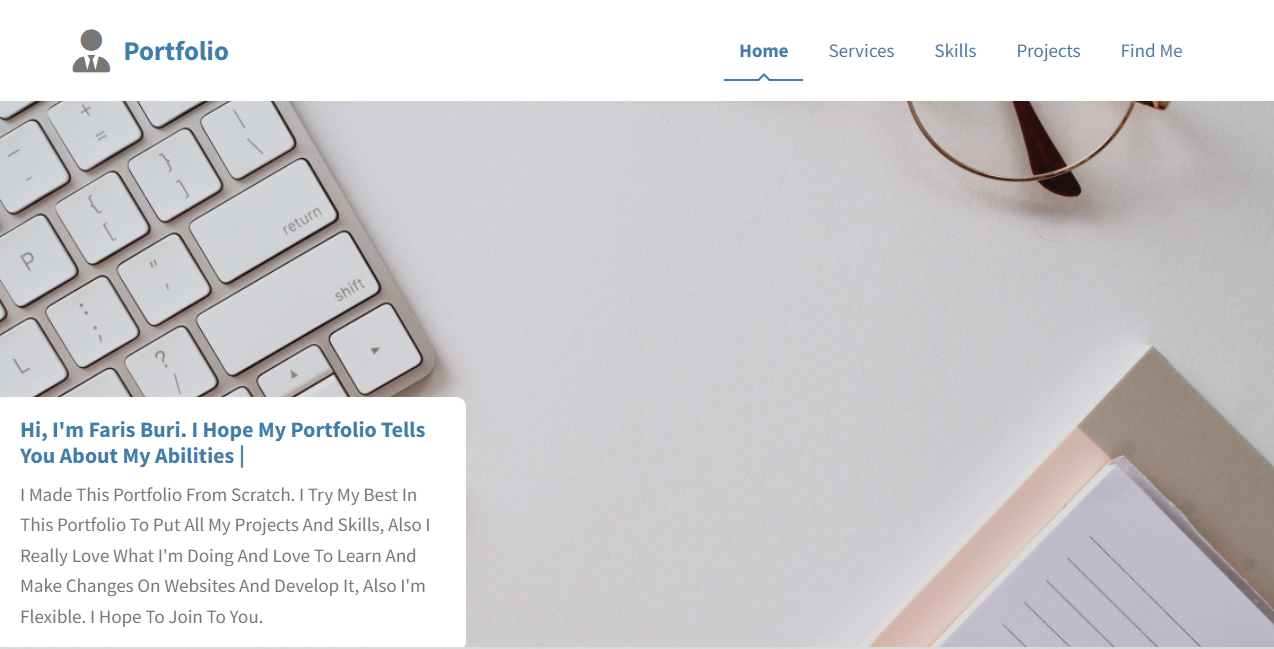 Portfolio
Home Services Skills Projects Find Me
+
=
—
-
|
\
}
]
{
[
return
P
"
'
shift
:
;
L
?
/
Hi, I'm Faris Buri. I Hope My Portfolio Tells
You About My Abilities |
I Made This Portfolio From Scratch. I Try My Best In
This Portfolio To Put All My Projects And Skills, Also I
Really Love What I'm Doing And Love To Learn And
Make Changes On Websites And Develop It, Also I'm
Flexible. I Hope To Join To You.